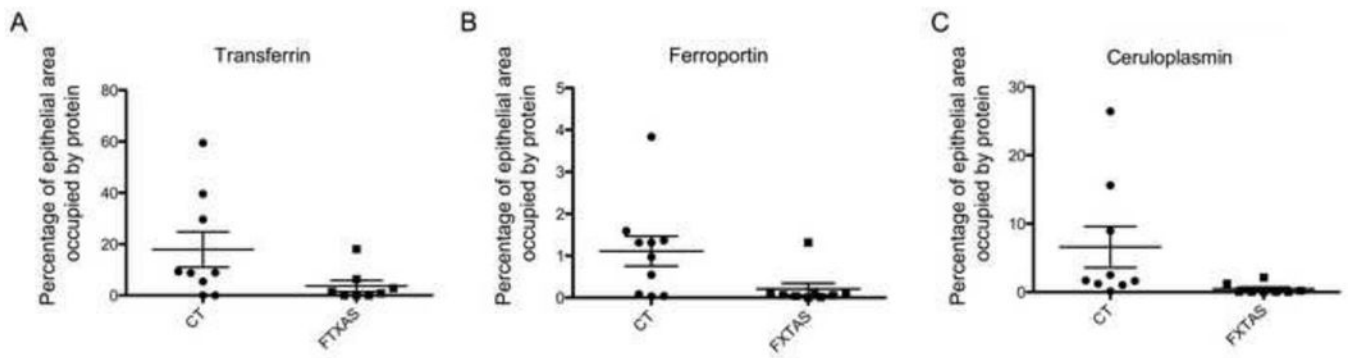 A
Transferrin
Percentage of epithelial area
occupied by protein
80
60
40
20
0
CT
FTXAS
B
Ferroportin
Percentage of epithelial area
occupied by protein
5
4
3
2
1
0
CT
FXTAS
C
Ceruloplasmin
Percentage of epithelial area
occupied by protein
30
20
10
0
CT
FXTAS